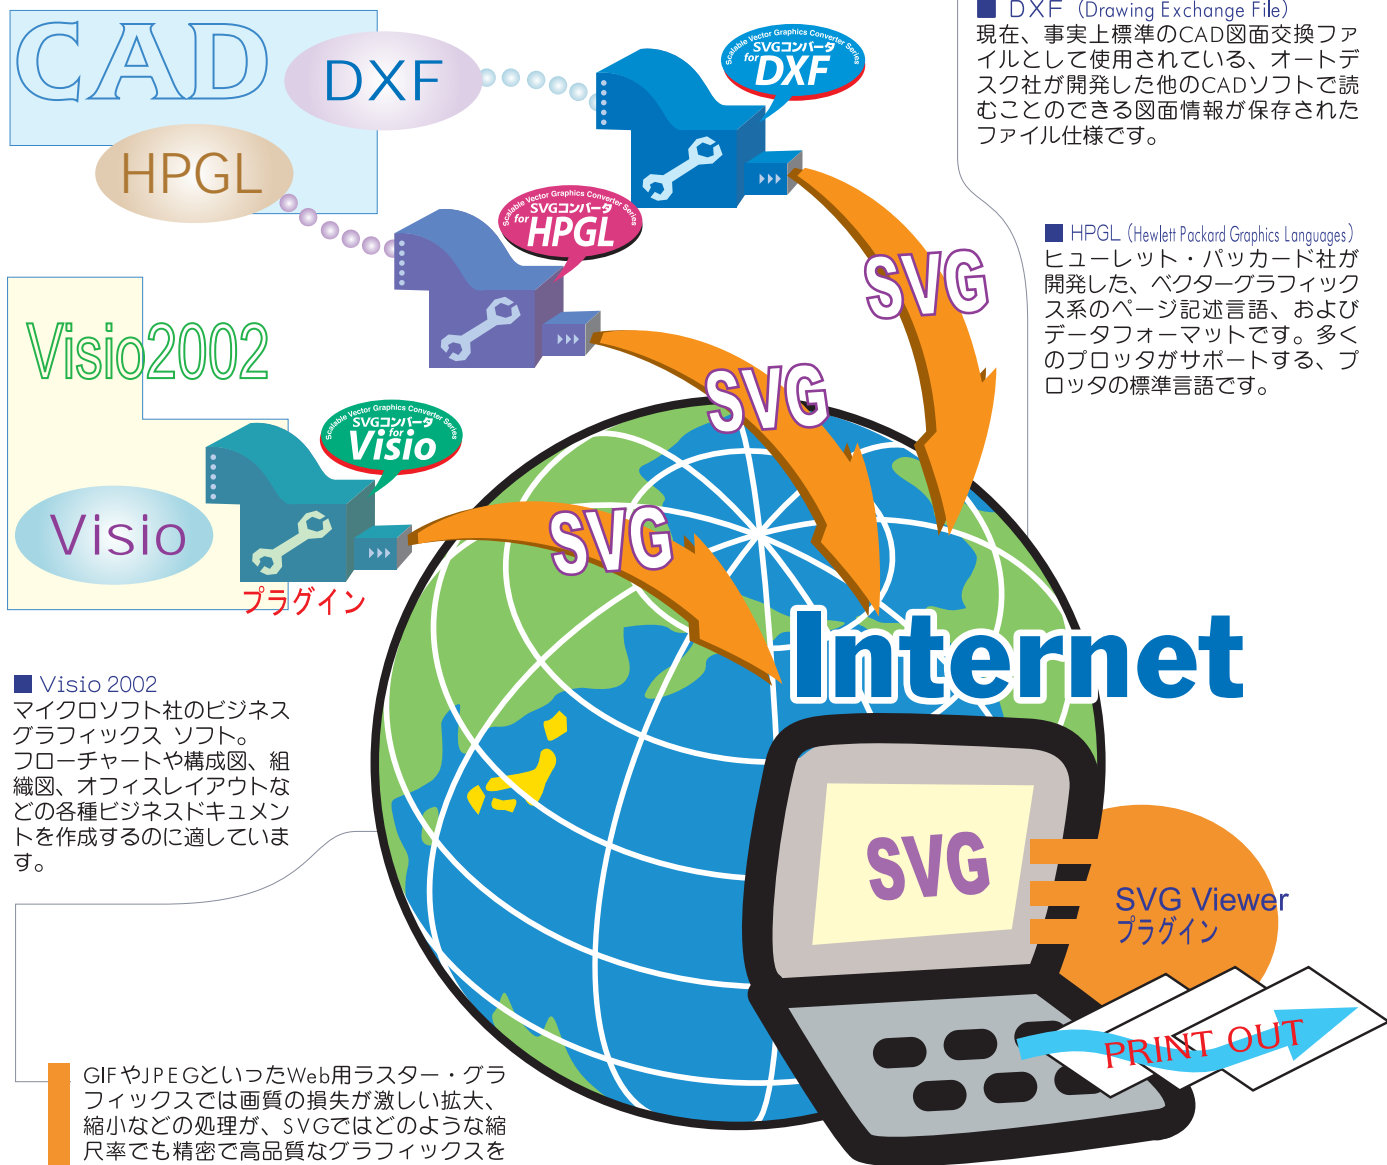 CAD
DXF
HPGL
Scalable Vector Graphics Converter Series
SVGコンバータ
for
DXF
Scalable Vector Graphics Converter Series
SVGコンバータ
for
HPGL
Visio2002
Scalable Vector Graphics Converter Series
SVGコンバータ
for
Visio
Visio
プラグイン
SVG
SVG
SVG
■ DXF (Drawing Exchange File)
現在、事実上標準のCAD図面交換ファ
イルとして使用されている、オートデ
スク社が開発した他のCADソフトで読
むことのできる図面情報が保存された
ファイル仕様です。
■ HPGL (Hewlett Packard Graphics Languages)
ヒューレット・パッカード社が
開発した、ベクターグラフィック
ス系のページ記述言語、および
データフォーマットです。多く
のプロッタがサポートする、プ
ロッタの標準言語です。
Internet
■ Visio 2002
マイクロソフト社のビジネス
グラフィックス ソフト。
フローチャートや構成図、組
織図、オフィスレイアウトな
どの各種ビジネスドキュメン
トを作成するのに適していま
す。
SVG
SVG Viewer
プラグイン
PRINT OUT
GIFやJPEGといったWeb用ラスター・グラ
フィックスでは画質の損失が激しい拡大、
縮小などの処理が、SVGではどのような縮
尺率でも精密で高品質なグラフィックスを